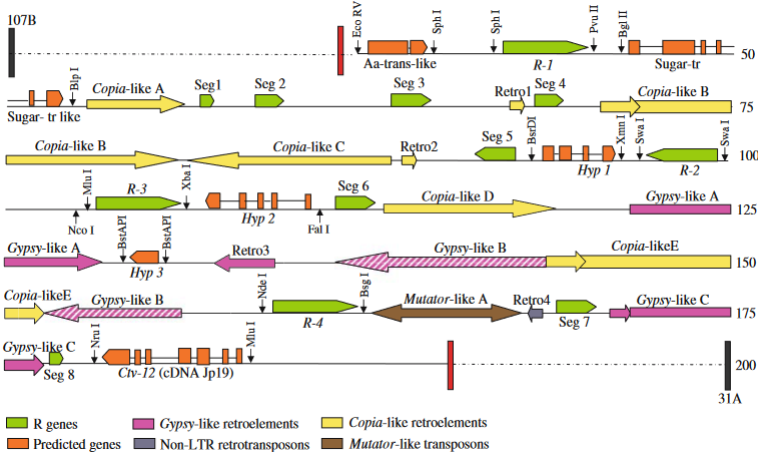 107B
Eco RV
Sph I
Sph I
Pvu II
Bgl II
50
Aa-trans-like
R-1
Sugar-tr
Blp I
Copia-like A
Seg1
Seg 2
Seg 3
Retro1
Seg 4
Copia-like B
75
Sugar- tr like
Copia-like B
Copia-like C
Retro2
Seg 5
BsrDI
Xmn I
Swa I
Swa I
100
Hyp 1
R-2
Mlu I
R-3
Xba I
Seg 6
Copia-like D
Gypsy-like A
125
Nco I
Hyp 2
Fal I
Gypsy-like A
BstAPI
BstAPI
Retro3
Gypsy-like B
Copia-likeE
150
Hyp 3
Copia-likeE
Gypsy-like B
Nde I
Bsg I
Mutator-like A
Retro4
Gypsy-like C
175
R-4
Seg 7
Gypsy-like C
Nru I
Mlu I
200
Seg 8
Ctv-12 (cDNA Jp19)
31A
R genes
Gypsy-like retroelements
Copia-like retroelements
Predicted genes
Non-LTR retrotransposons
Mutator-like transposons